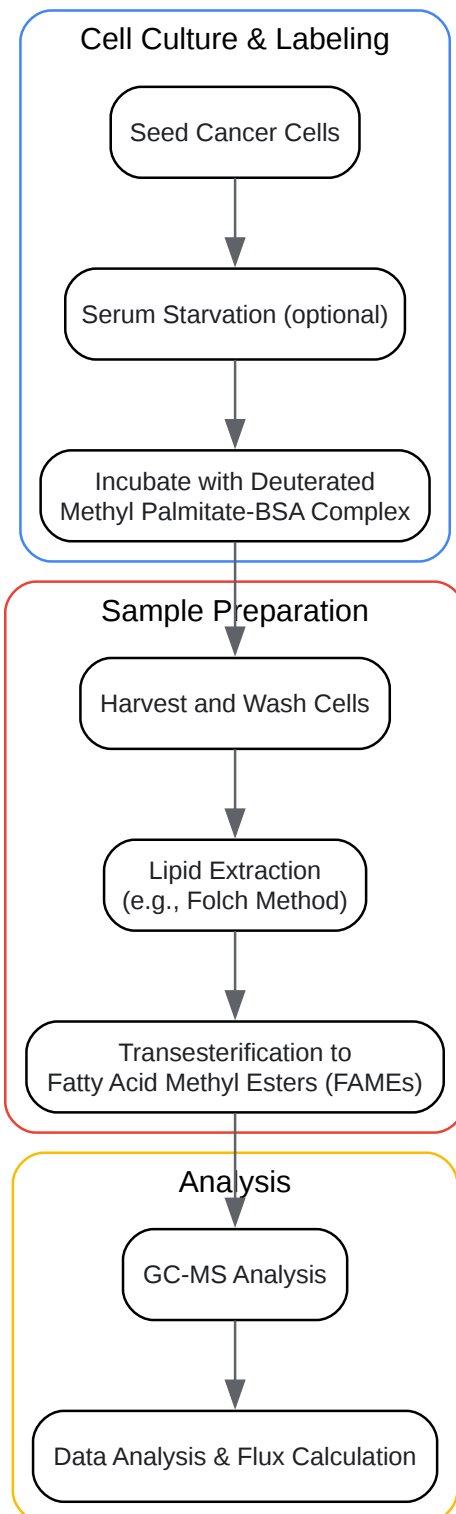 Cell Culture & Labeling
Seed Cancer Cells
Serum Starvation (optional)
Incubate with Deuterated
Methyl Palmitate-BSA Complex
Sample Preparation
Harvest and Wash Cells
Lipid Extraction
(e.g., Folch Method)
Transesterification to
Fatty Acid Methyl Esters (FAMEs)
Analysis
GC-MS Analysis
Data Analysis & Flux Calculation